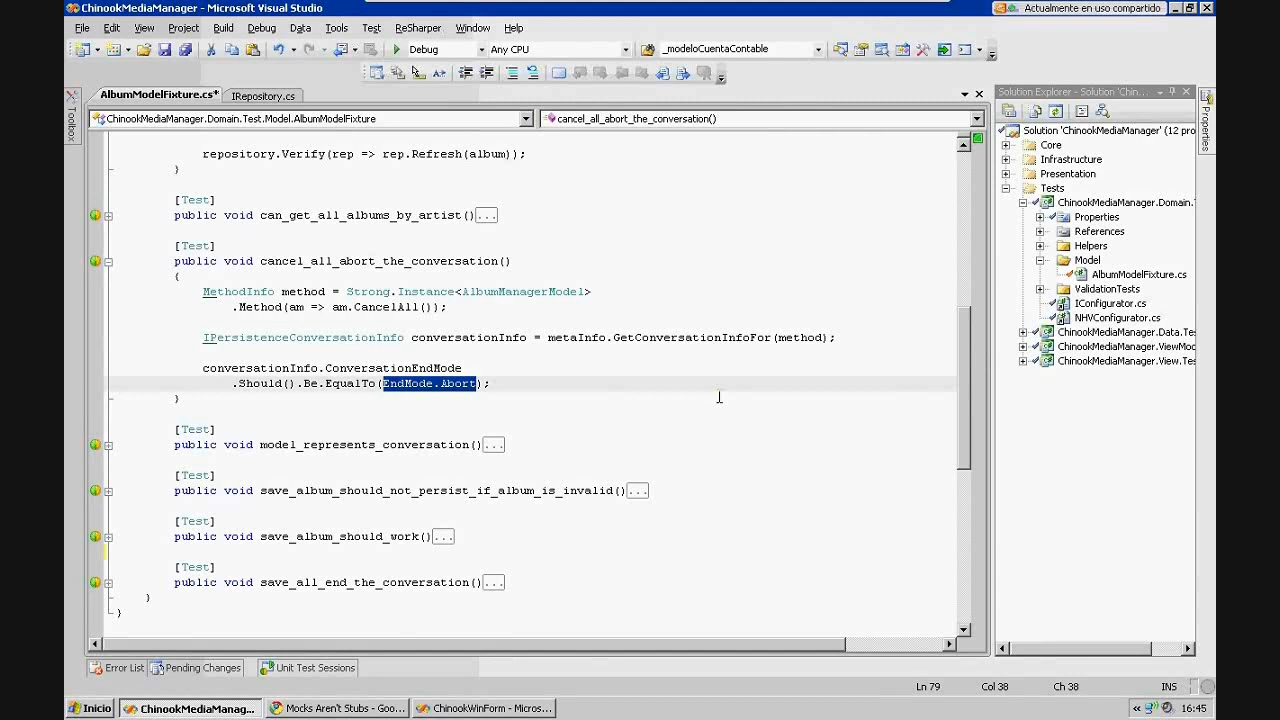 ChinookMediaManager - Microsoft Visual Studio
Actualmente en uso compartido
File Edit View Project Build Debug Data Tools Test ReSharper Window Help
Debug Any CPU _modeloCuentaContable
AlbumModelFixture.cs* IRepository.cs
Solution Explorer - Solution 'Chin...
Toolbox
Properties
ChinookMediaManager.Domain.Test.Model.AlbumModelFixture
cancel_all_abort_the_conversation()
repository.Verify(rep => rep.Refresh(album));
}
[Test]
public void can_get_all_albums_by_artist()...
[Test]
public void cancel_all_abort_the_conversation()
{
MethodInfo method = Strong.Instance<AlbumManagerModel>
.Method(am => am.CancelAll());
IPersistenceConversationInfo conversationInfo = metaInfo.GetConversationInfoFor(method);
conversationInfo.ConversationEndMode
.Should().Be.EqualTo(EndMode.Abort);
}
[Test]
public void model_represents_conversation()...
[Test]
public void save_album_should_not_persist_if_album_is_invalid()...
[Test]
public void save_album_should_work()...
[Test]
public void save_all_end_the_conversation()...
}
}
Solution 'ChinookMediaManager' (12 pro
Core
Infrastructure
Presentation
Tests
ChinookMediaManager.Domain.T
Properties
References
Helpers
Model
AlbumModelFixture.cs
ValidationTests
IConfigurator.cs
NHVConfigurator.cs
ChinookMediaManager.Data.Te
ChinookMediaManager.ViewMod
ChinookMediaManager.View.Test
Error List Pending Changes Unit Test Sessions
Ln 79 Col 38 Ch 38 INS
Inicio ChinookMediaManag... Mocks Aren't Stubs - Goo... ChinookWinForm - Micros... 16:45